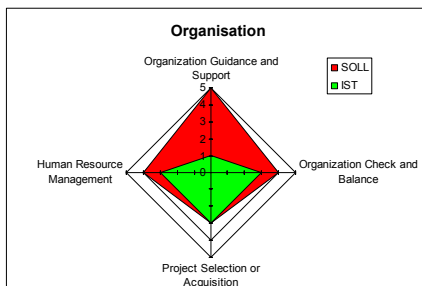 Organisation
Organization Guidance and
Support
SOLL
IST
5
4
3
2
1
0
Human Resource
Management
Organization Check and
Balance
Project Selection or
Acquisition